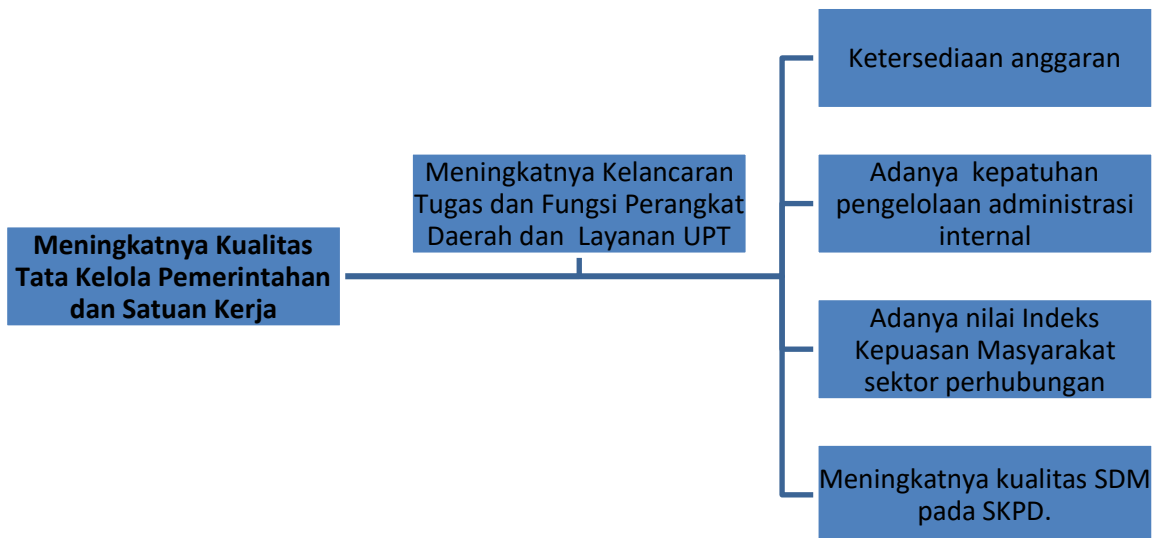 Meningkatnya Kualitas
Tata Kelola Pemerintahan
dan Satuan Kerja
Meningkatnya Kelancaran
Tugas dan Fungsi Perangkat
Daerah dan Layanan UPT
Ketersediaan anggaran
Adanya kepatuhan
pengelolaan administrasi
internal
Adanya nilai Indeks
Kepuasan Masyarakat
sektor perhubungan
Meningkatnya kualitas SDM
pada SKPD.